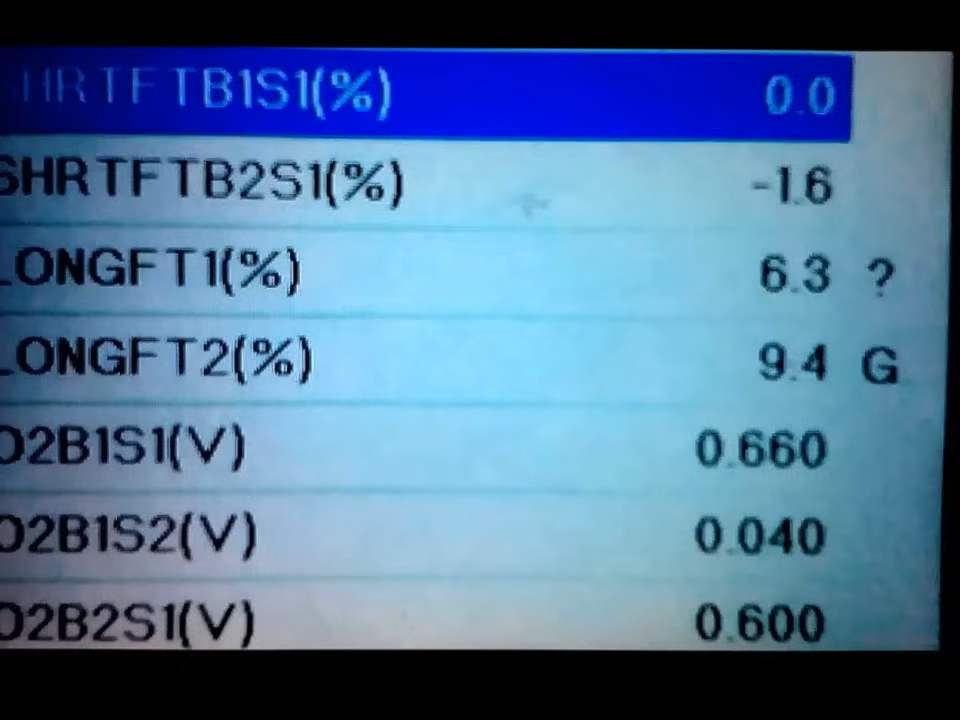 SHRTFTB1S1(%) 0.0
SHRTFTB2S1(%) -1.6
LONGFT1(%) 6.3 ?
LONGFT2(%) 9.4 G
O2B1S1(V) 0.660
O2B1S2(V) 0.040
O2B2S1(V) 0.600